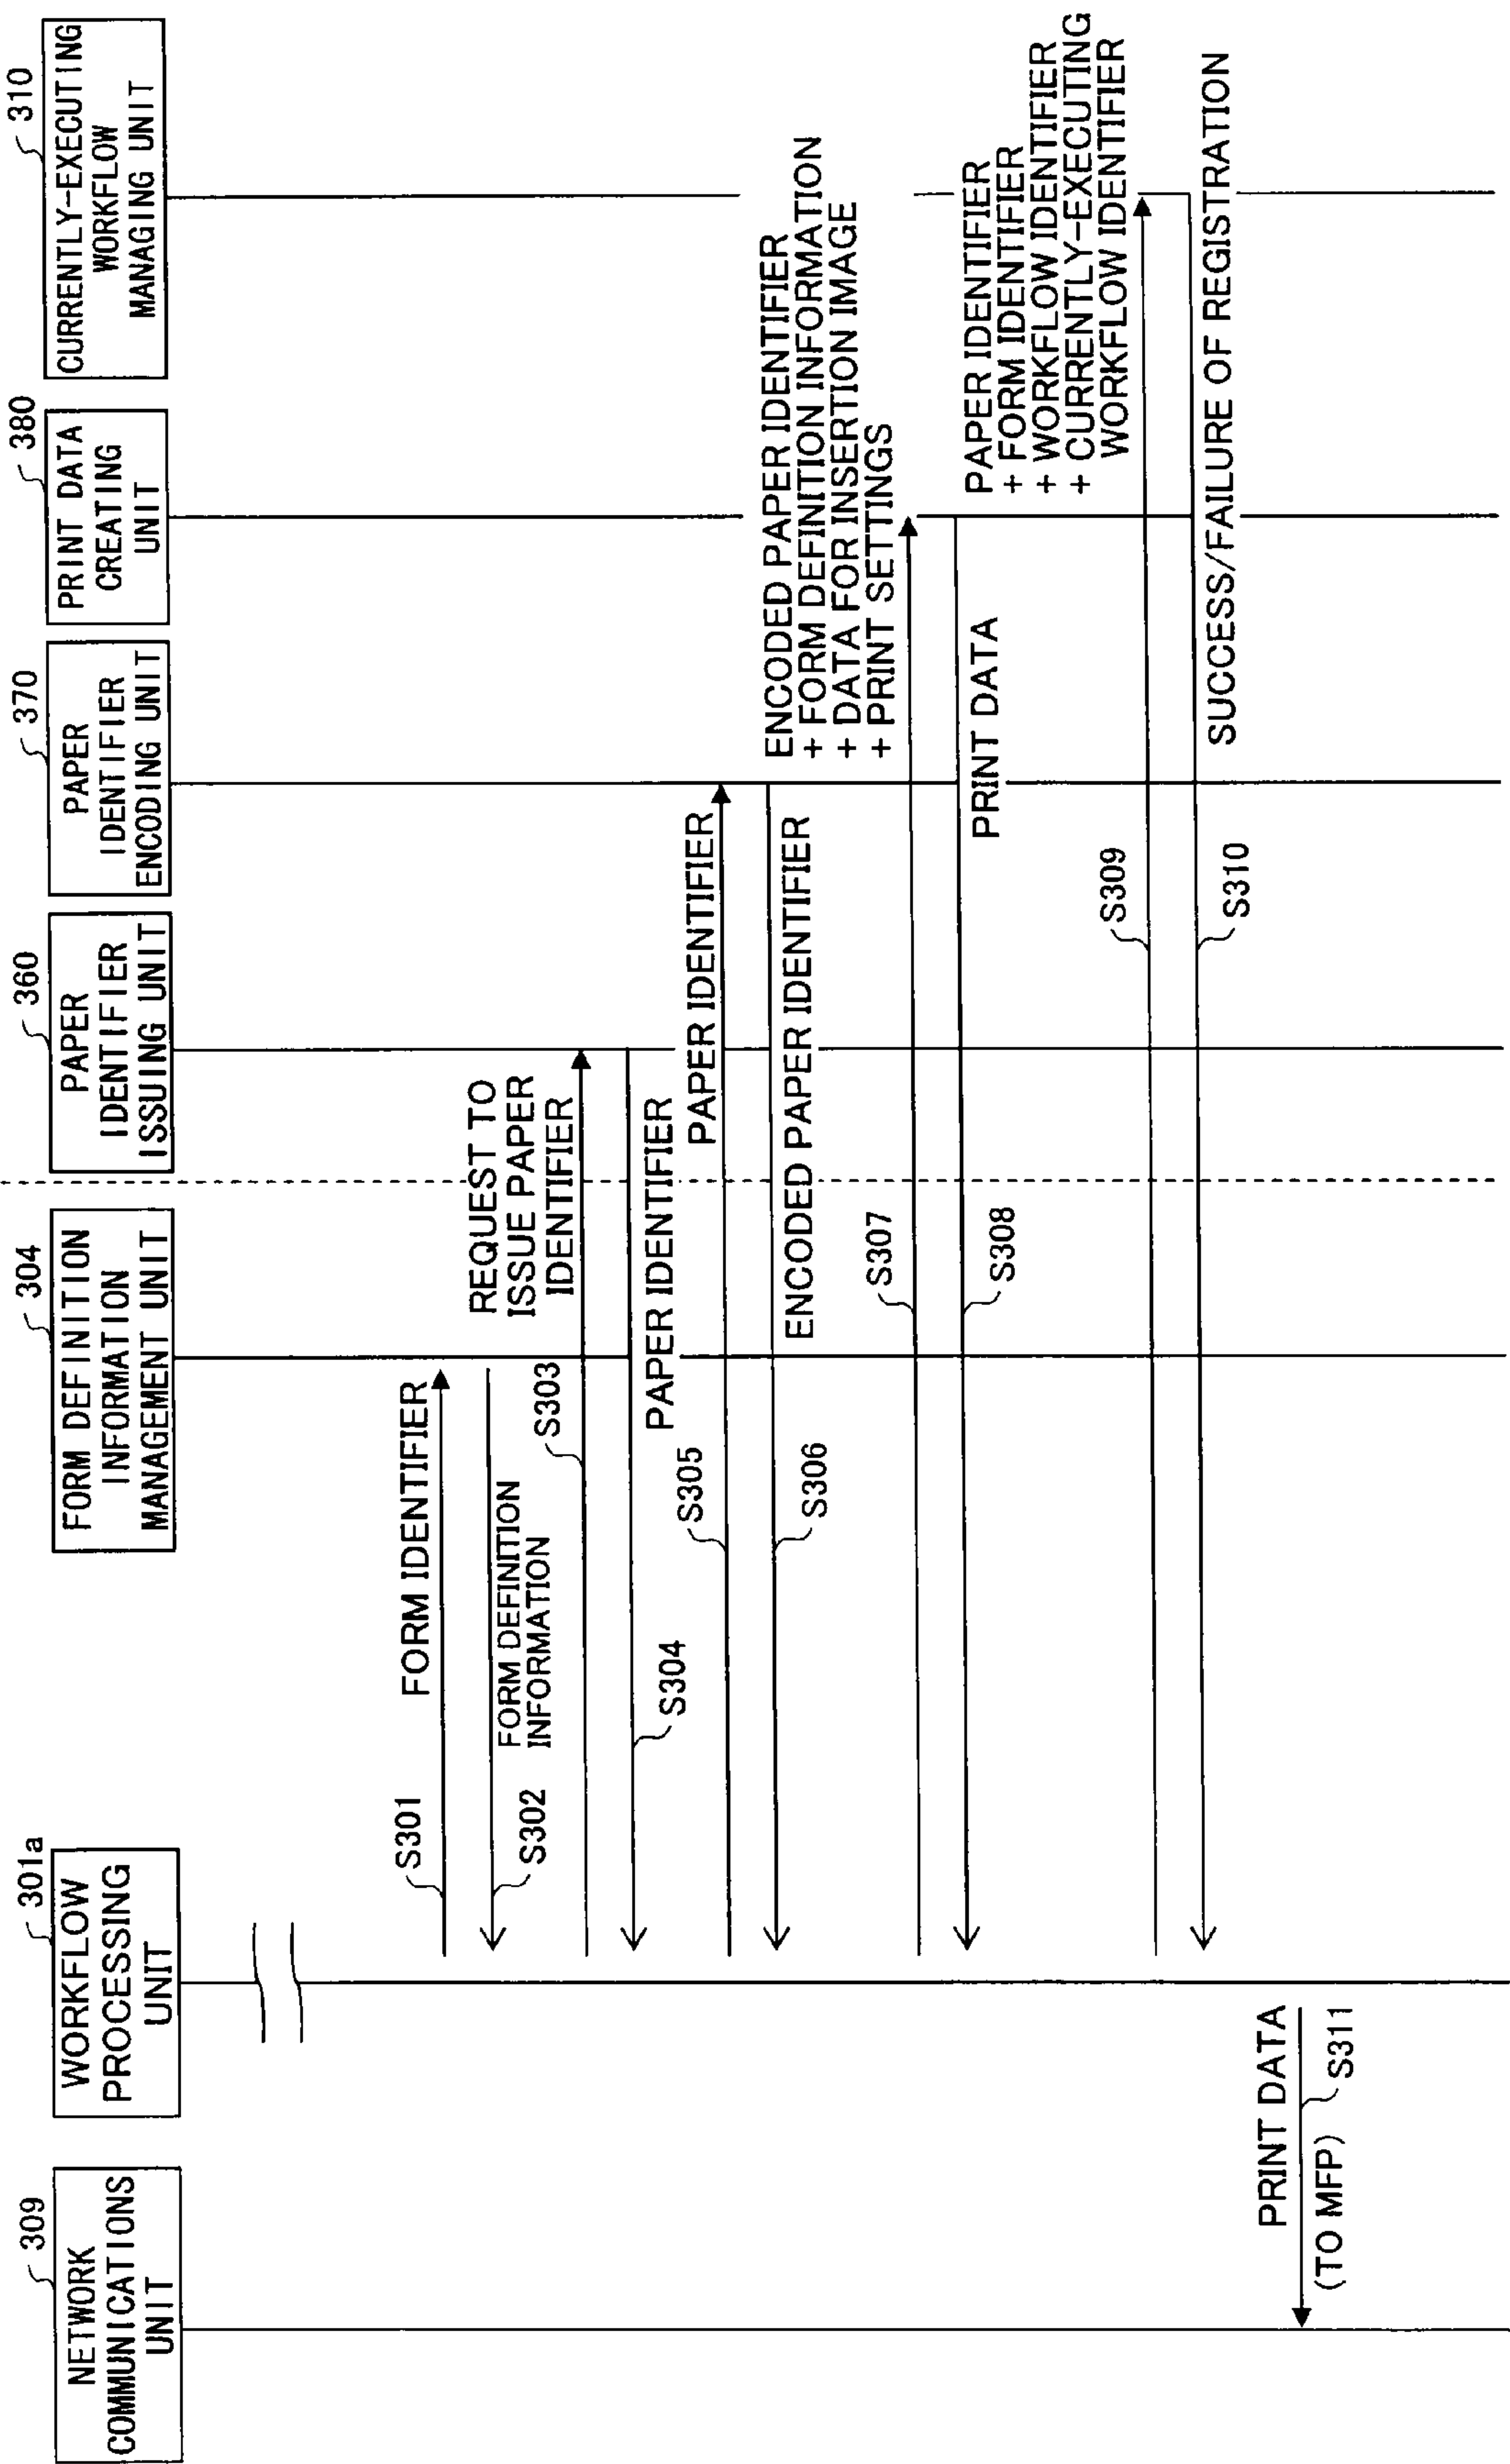 309
NETWORK
COMMUNICATIONS
UNIT
301a
WORKFLOW
PROCESSING
UNIT
304
FORM DEFINITION
INFORMATION
MANAGEMENT UNIT
360
PAPER
IDENTIFIER
ISSUING UNIT
370
PAPER
IDENTIFIER
ENCODING UNIT
380
PRINT DATA
CREATING
UNIT
310
CURRENTLY-EXECUTING
WORKFLOW
MANAGING UNIT
S301
FORM IDENTIFIER
S302
FORM DEFINITION
INFORMATION
S303
REQUEST TO
ISSUE PAPER
IDENTIFIER
S304
PAPER IDENTIFIER
S305
PAPER IDENTIFIER
S306
ENCODED PAPER IDENTIFIER
ENCODED PAPER IDENTIFIER
+ FORM DEFINITION INFORMATION
+ DATA FOR INSERTION IMAGE
+ PRINT SETTINGS
S307
S308
PRINT DATA
PAPER IDENTIFIER
+ FORM IDENTIFIER
+ WORKFLOW IDENTIFIER
+ CURRENTLY-EXECUTING
WORKFLOW IDENTIFIER
S309
S310
SUCCESS/FAILURE OF REGISTRATION
PRINT DATA
(TO MFP)
S311